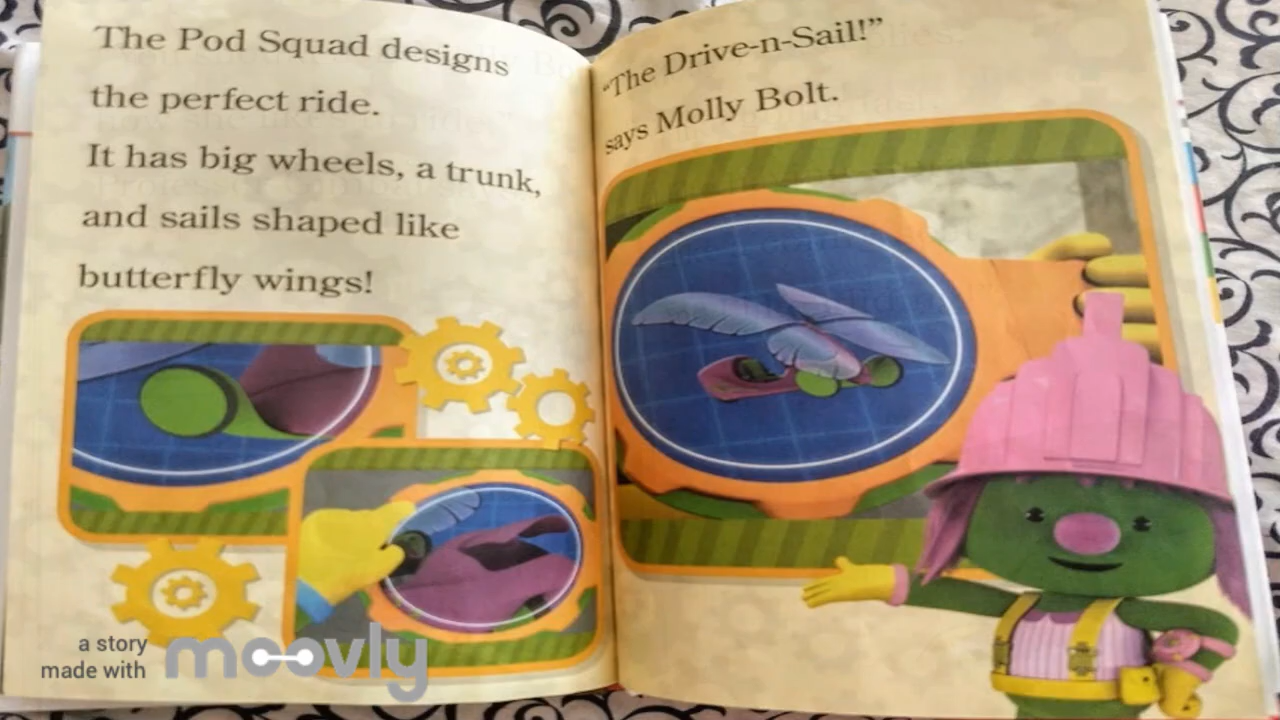 The Pod Squad designs
the perfect ride.
It has big wheels, a trunk,
and sails shaped like
butterfly wings!
“The Drive-n-Sail!”
says Molly Bolt.
a story
made with moovly